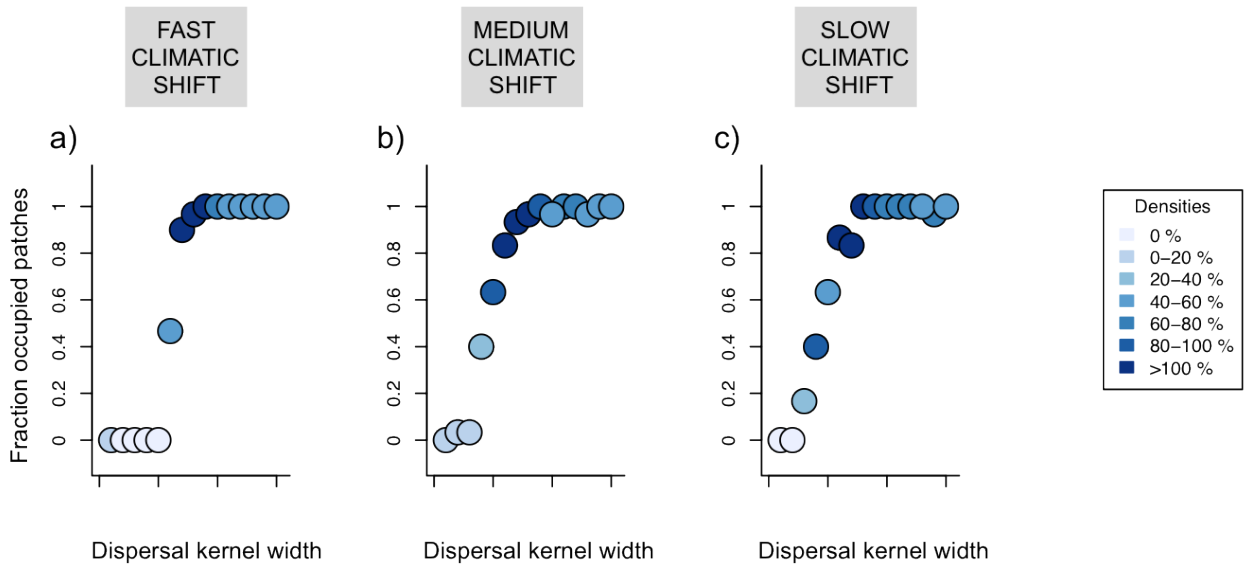 FAST
CLIMATIC
SHIFT
MEDIUM
CLIMATIC
SHIFT
SLOW
CLIMATIC
SHIFT
a)
b)
c)
Fraction occupied patches
1
0.8
0.6
0.4
0.2
0
1
0.8
0.6
0.4
0.2
0
1
0.8
0.6
0.4
0.2
0
Densities
0 %
0–20 %
20–40 %
40–60 %
60–80 %
80–100 %
>100 %
Dispersal kernel width
Dispersal kernel width
Dispersal kernel width